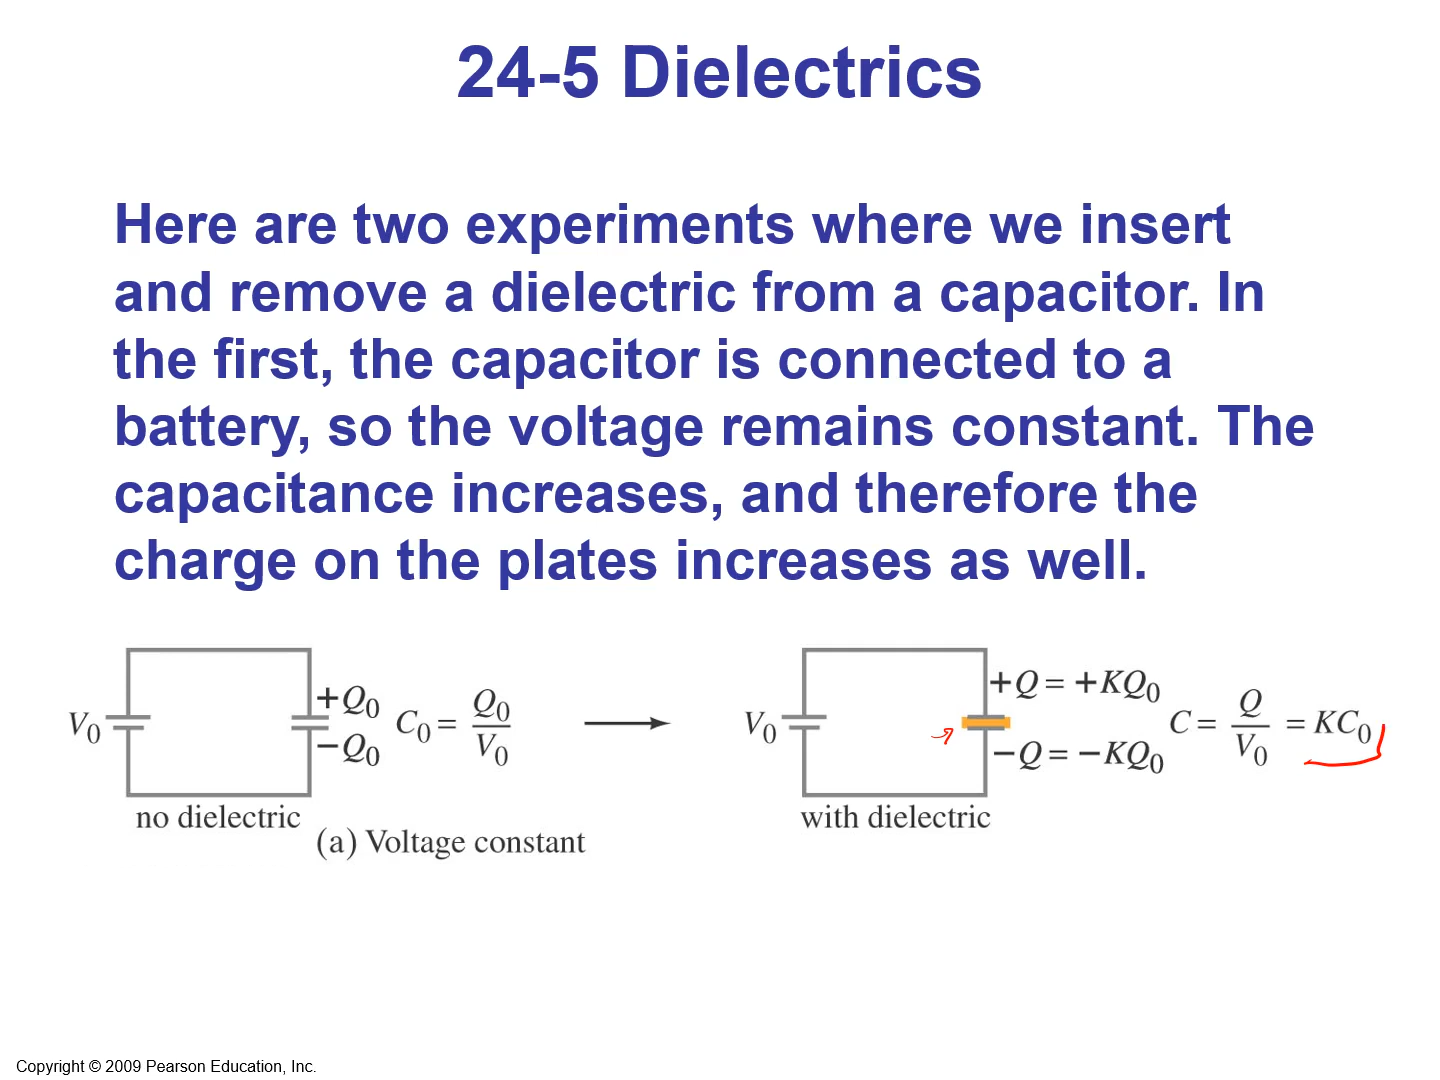 24-5 Dielectrics
Here are two experiments where we insert
and remove a dielectric from a capacitor. In
the first, the capacitor is connected to a
battery, so the voltage remains constant. The
capacitance increases, and therefore the
charge on the plates increases as well.
V₀ +Q₀ −Q₀ C₀ = Q₀/V₀
no dielectric
(a) Voltage constant
V₀ +Q = +KQ₀ −Q = −KQ₀ C = Q/V₀ = KC₀
with dielectric
Copyright © 2009 Pearson Education, Inc.